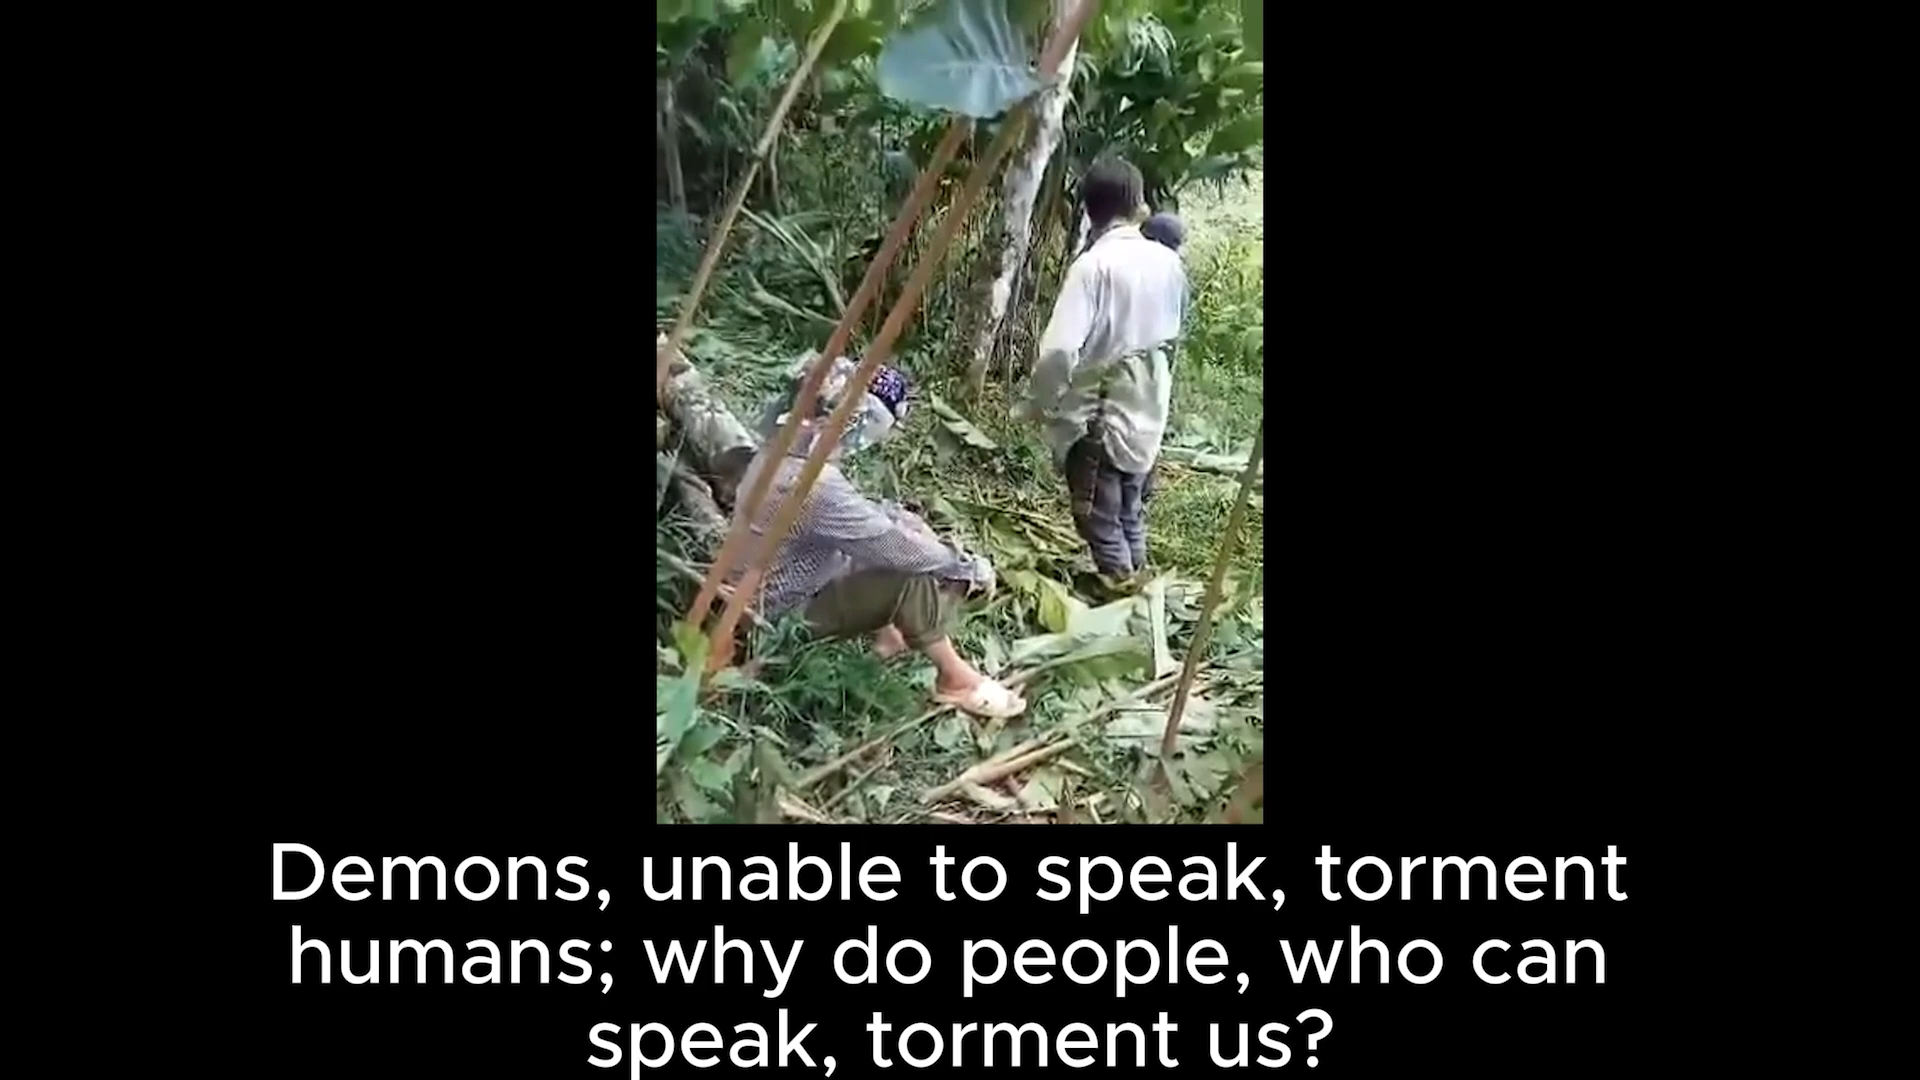 Demons, unable to speak, torment
humans; why do people, who can
speak, torment us?